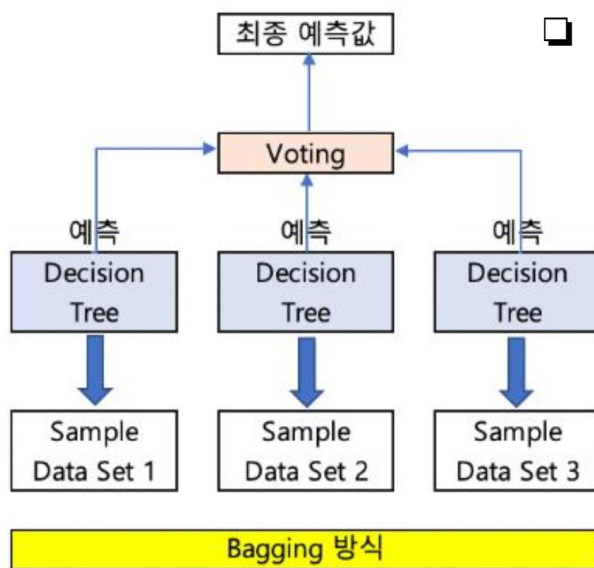 최종 예측값
Voting
예측 예측 예측
Decision Tree
Decision Tree
Decision Tree
Sample Data Set 1
Sample Data Set 2
Sample Data Set 3
Bagging 방식